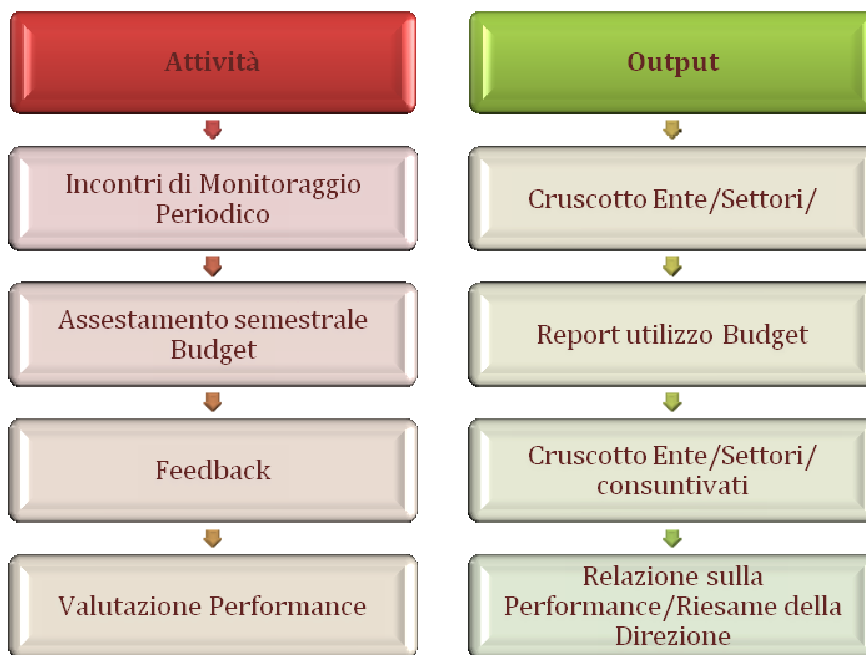 Attività
Incontri di Monitoraggio
Periodico
Assestamento semestrale
Budget
Feedback
Valutazione Performance
Output
Cruscotto Ente/Settori/
Report utilizzo Budget
Cruscotto Ente/Settori/
consuntivati
Relazione sulla
Performance/Riesame della
Direzione